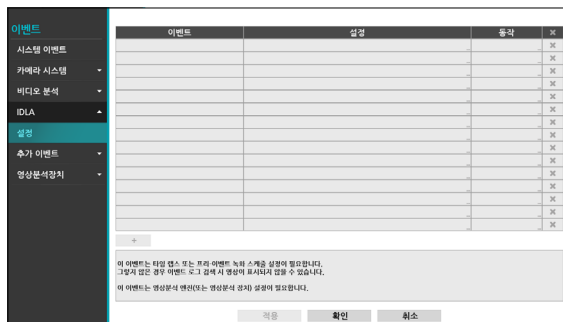 이벤트
시스템 이벤트
카메라 시스템
비디오 분석
IDLA
설정
추가 이벤트
영상분석장치
이벤트 설정 동작
+
이 이벤트는 타임 랩스 또는 프리-이벤트 녹화 스케줄 설정이 필요합니다.
그렇지 않은 경우 이벤트 로그 검색 시 영상이 표시되지 않을 수 있습니다.
이 이벤트는 영상분석 엔진(또는 영상분석 장치) 설정이 필요합니다.
적용 확인 취소